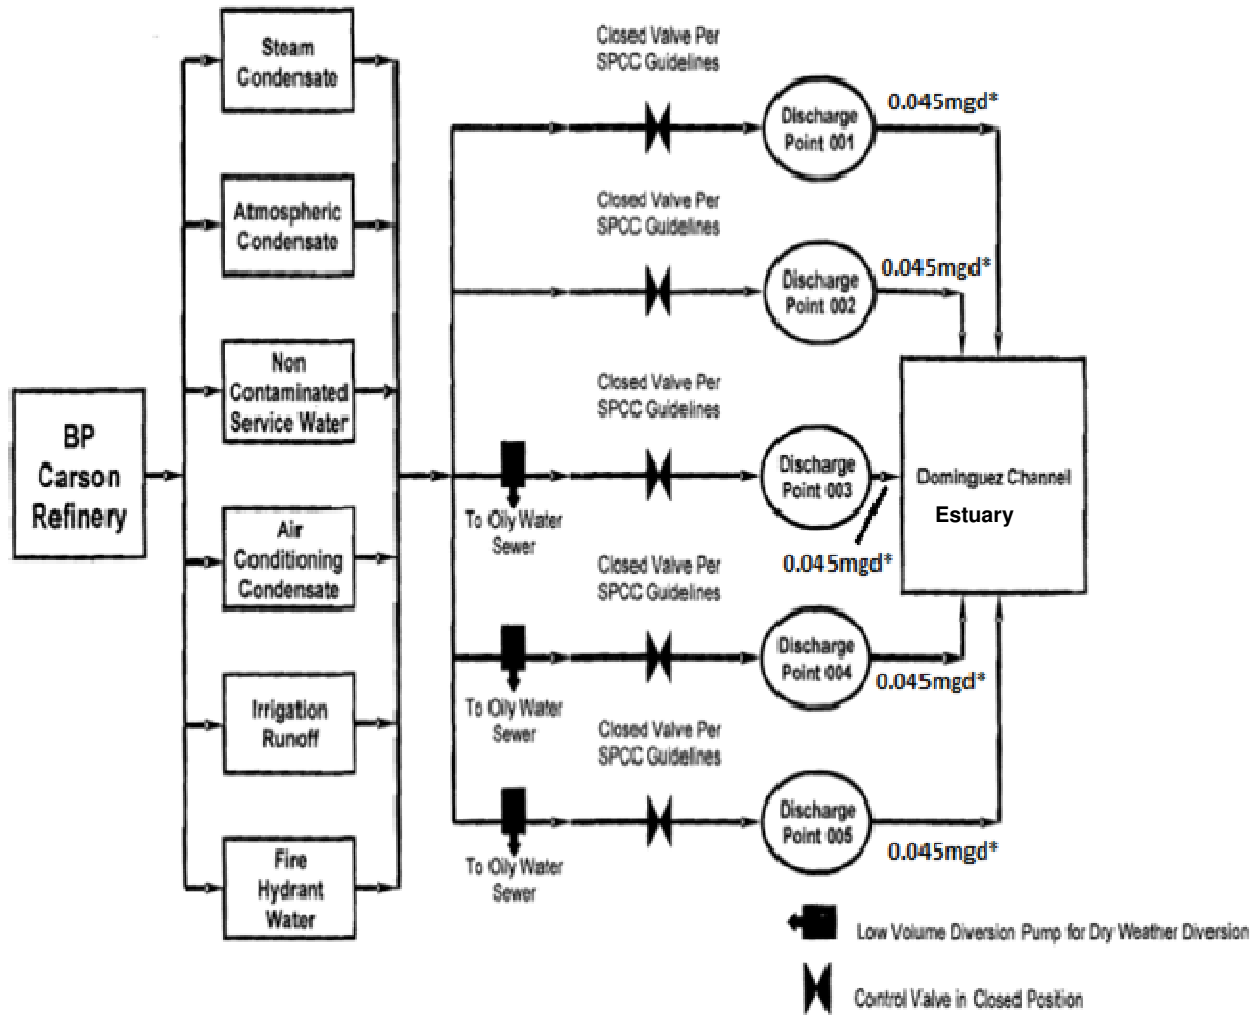 BP
Carson
Refinery
Steam
Condensate
Atmospheric
Condensate
Non
Contaminated
Service Water
Air
Conditioning
Condensate
Irrigation
Runoff
Fire
Hydrant
Water
Closed Valve Per
SPCC Guidelines
Discharge
Point 001
0.045mgd*
Closed Valve Per
SPCC Guidelines
Discharge
Point 002
0.045mgd*
To Oily Water
Sewer
Closed Valve Per
SPCC Guidelines
Discharge
Point 003
0.045mgd*
To Oily Water
Sewer
Closed Valve Per
SPCC Guidelines
Discharge
Point 004
0.045mgd*
To Oily Water
Sewer
Closed Valve Per
SPCC Guidelines
Discharge
Point 005
0.045mgd*
Dominguez Channel
Estuary
Low Volume Diversion Pump for Dry Weather Diversion
Control Valve in Closed Position